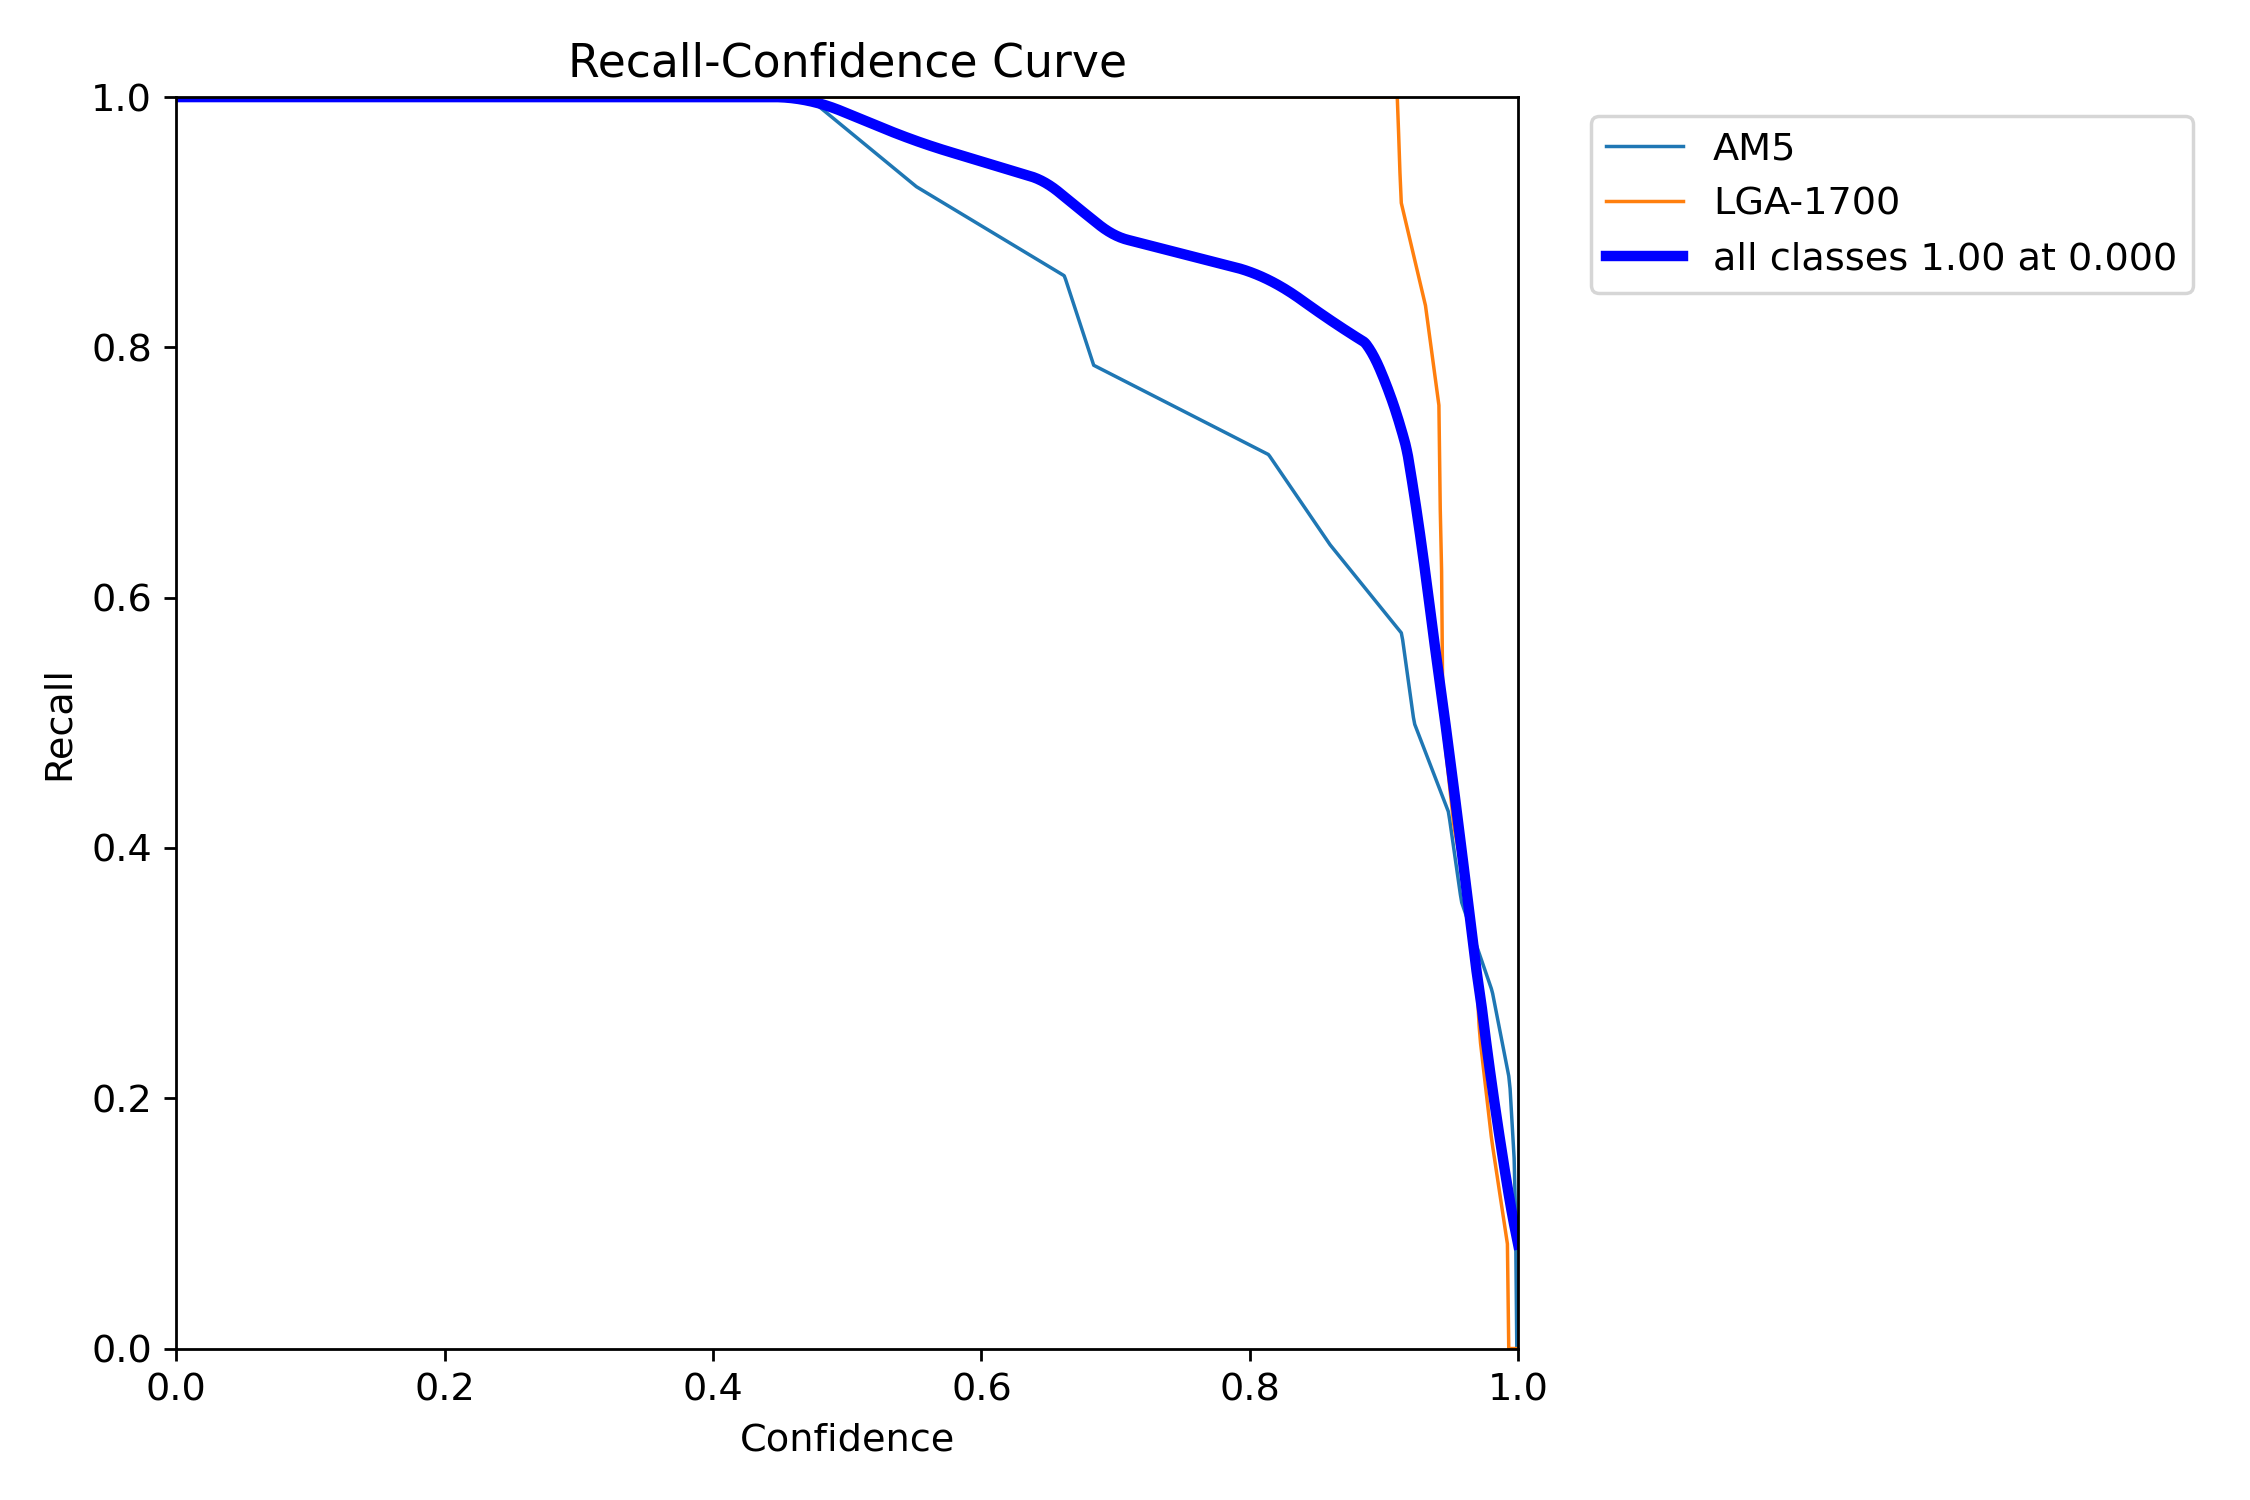 Recall-Confidence Curve
1.0
0.8
0.6
0.4
0.2
0.0
Recall
0.0 0.2 0.4 0.6 0.8 1.0
Confidence
AM5
LGA-1700
all classes 1.00 at 0.000